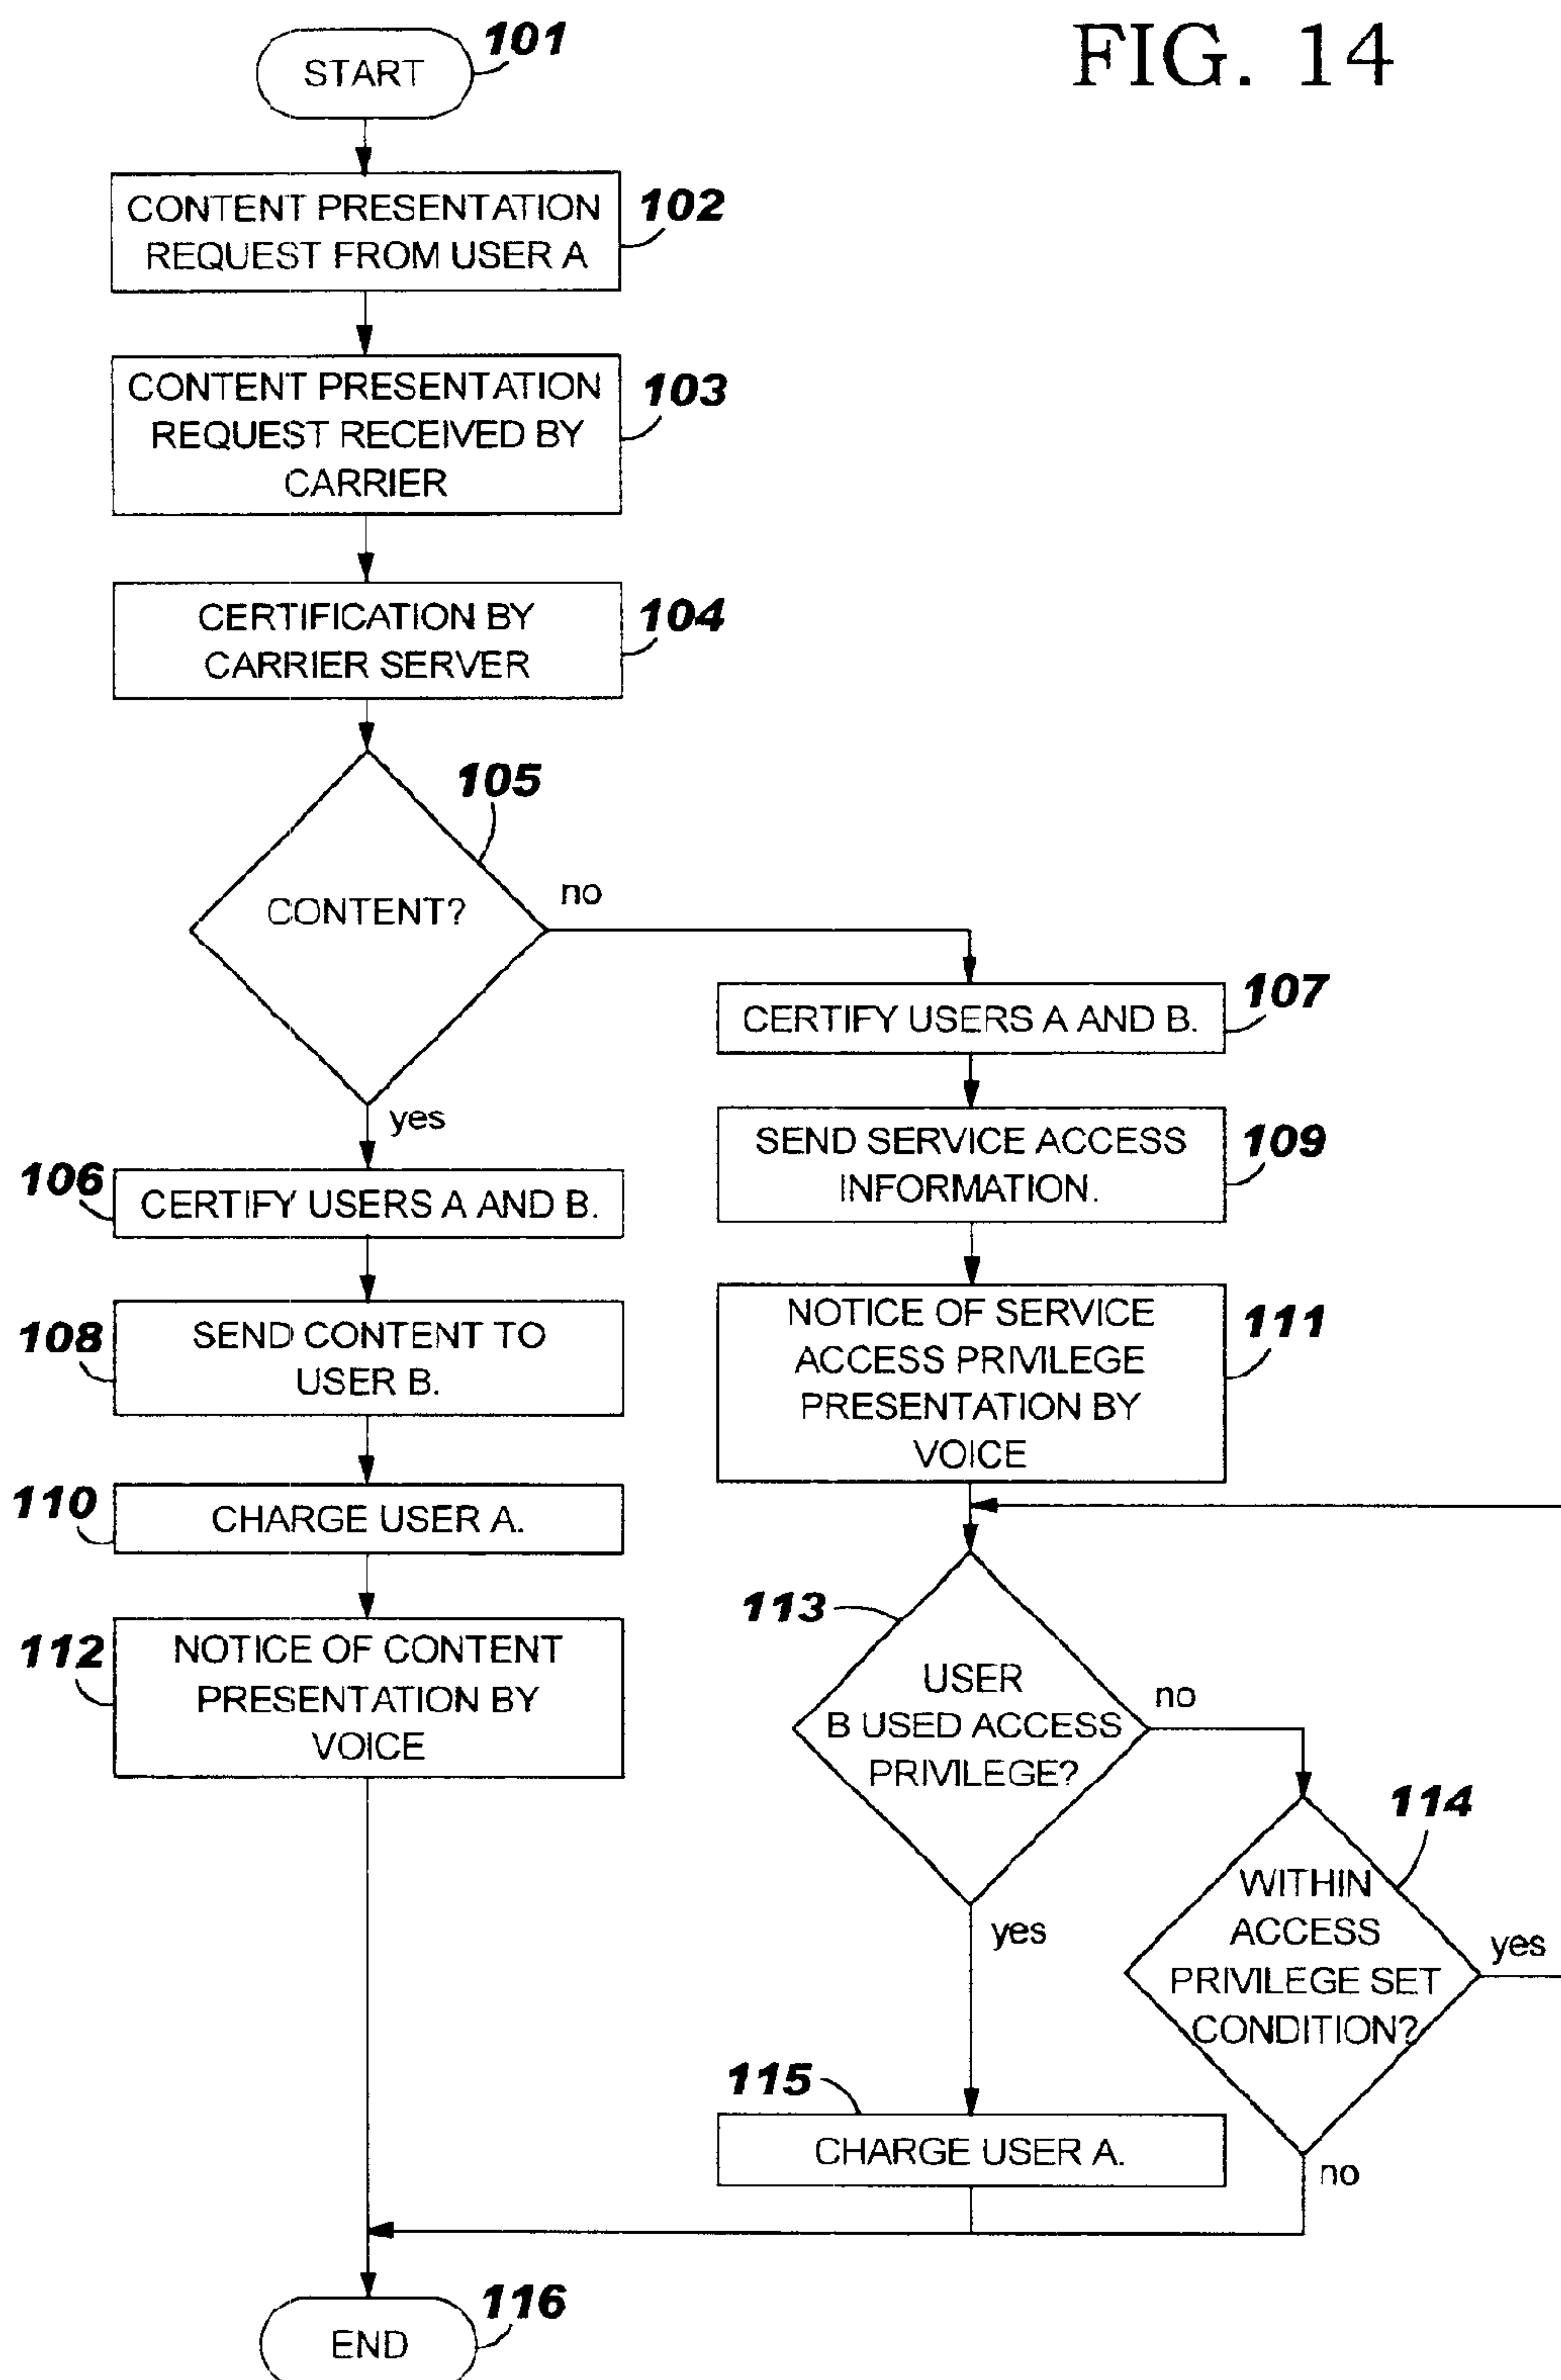 FIG. 14
101
START
102
CONTENT PRESENTATION
REQUEST FROM USER A
103
CONTENT PRESENTATION
REQUEST RECEIVED BY
CARRIER
104
CERTIFICATION BY
CARRIER SERVER
105
CONTENT?
no
yes
106
CERTIFY USERS A AND B.
108
SEND CONTENT TO
USER B.
110
CHARGE USER A.
112
NOTICE OF CONTENT
PRESENTATION BY
VOICE
107
CERTIFY USERS A AND B.
109
SEND SERVICE ACCESS
INFORMATION.
111
NOTICE OF SERVICE
ACCESS PRIVILEGE
PRESENTATION BY
VOICE
113
USER
B USED ACCESS
PRIVILEGE?
no
yes
114
WITHIN
ACCESS
PRIVILEGE SET
CONDITION?
yes
no
115
CHARGE USER A.
116
END